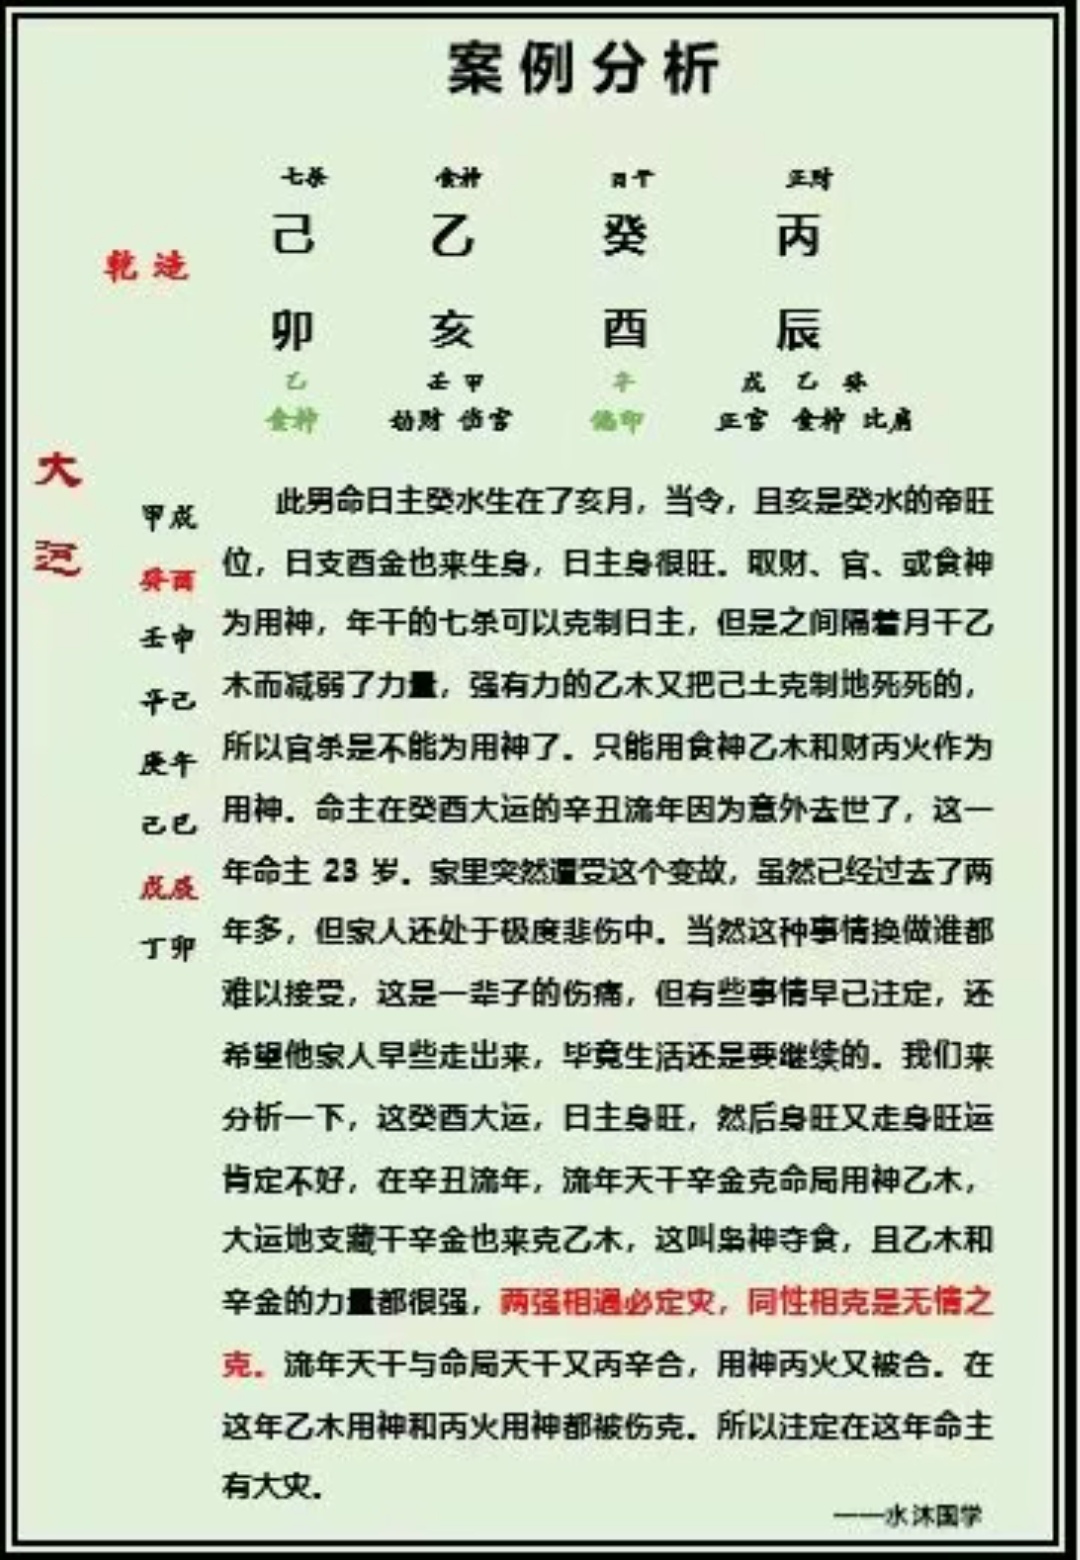 案例分析
七杀 食神 日干 正财
己 乙 癸 丙
乾造
卯 亥 酉 辰
乙 壬 甲 辛 戊 乙 癸
食神 劫财 伤官 偏印 正官 食神 比肩
大运
甲戌
癸酉
壬申
辛己
庚午
己巳
戊辰
丁卯
此男命日主癸水生在了亥月，当令，且亥是癸水的帝旺
位，日支酉金也来生身，日主身很旺。取财、官、或食神
为用神，年干的七杀可以克制日主，但是之间隔着月干乙
木而减弱了力量，强有力的乙木又把己土克制地死死的，
所以官杀是不能为用神了。只能用食神乙木和财丙火作为
用神。命主在癸酉大运的辛丑流年因为意外去世了，这一
年命主 23 岁。家里突然遭受这个变故，虽然已经过去了两
年多，但家人还处于极度悲伤中。当然这种事情换做谁都
难以接受，这是一辈子的伤痛，但有些事情早已注定，还
希望他家人早些走出来，毕竟生活还是要继续的。我们来
分析一下，这癸酉大运，日主身旺，然后身旺又走身旺运
肯定不好，在辛丑流年，流年天干辛金克命局用神乙木，
大运地支藏干辛金也来克乙木，这叫枭神夺食，且乙木和
辛金的力量都很强，两强相遇必定灾，同性相克是无情之
克。流年天干与命局天干又丙辛合，用神丙火又被合。在
这年乙木用神和丙火用神都被伤克。所以注定在这年命主
有大灾。
——水沐国学